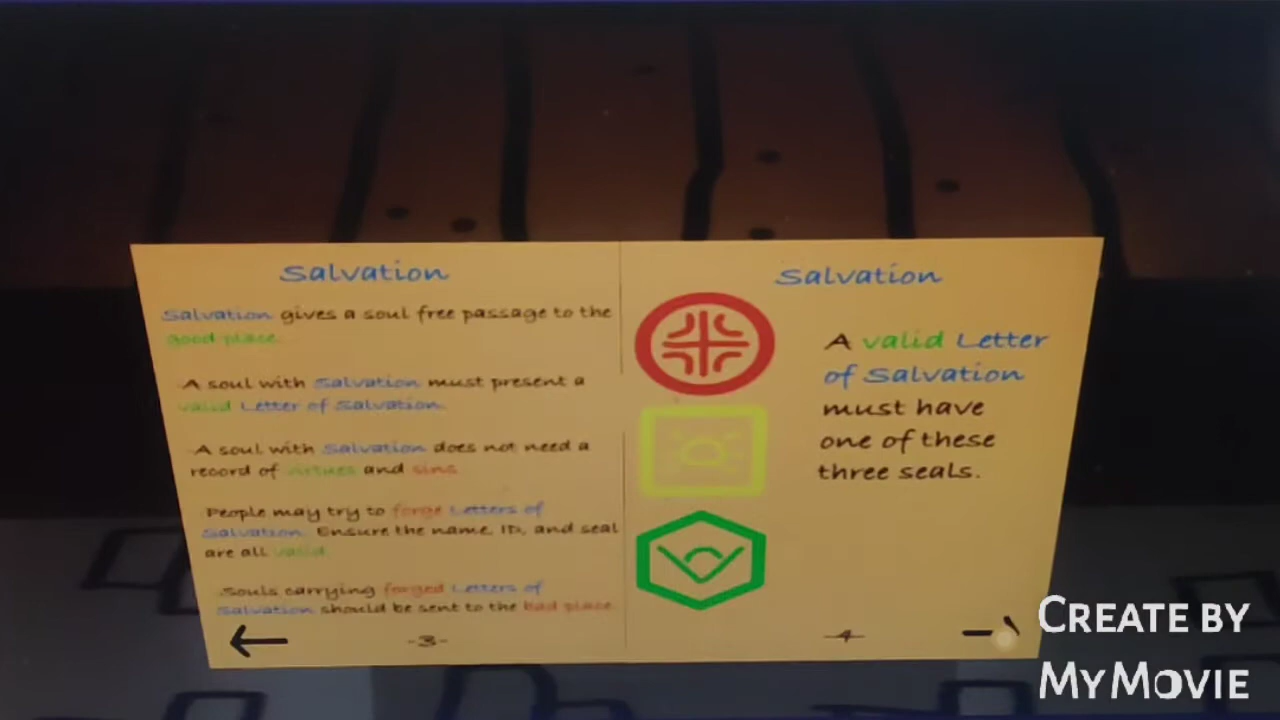 Salvation
Salvation gives a soul free passage to the
good place.
A soul with Salvation must present a
valid Letter of Salvation.
A soul with Salvation does not need a
record of virtues and sins.
People may try to forge Letters of
Salvation. Ensure the name, ID, and seal
are all valid.
Souls carrying forged Letters of
Salvation should be sent to the bad place.
-3-
Salvation
A valid Letter
of Salvation
must have
one of these
three seals.
-4-
CREATE BY
MYMOVIE